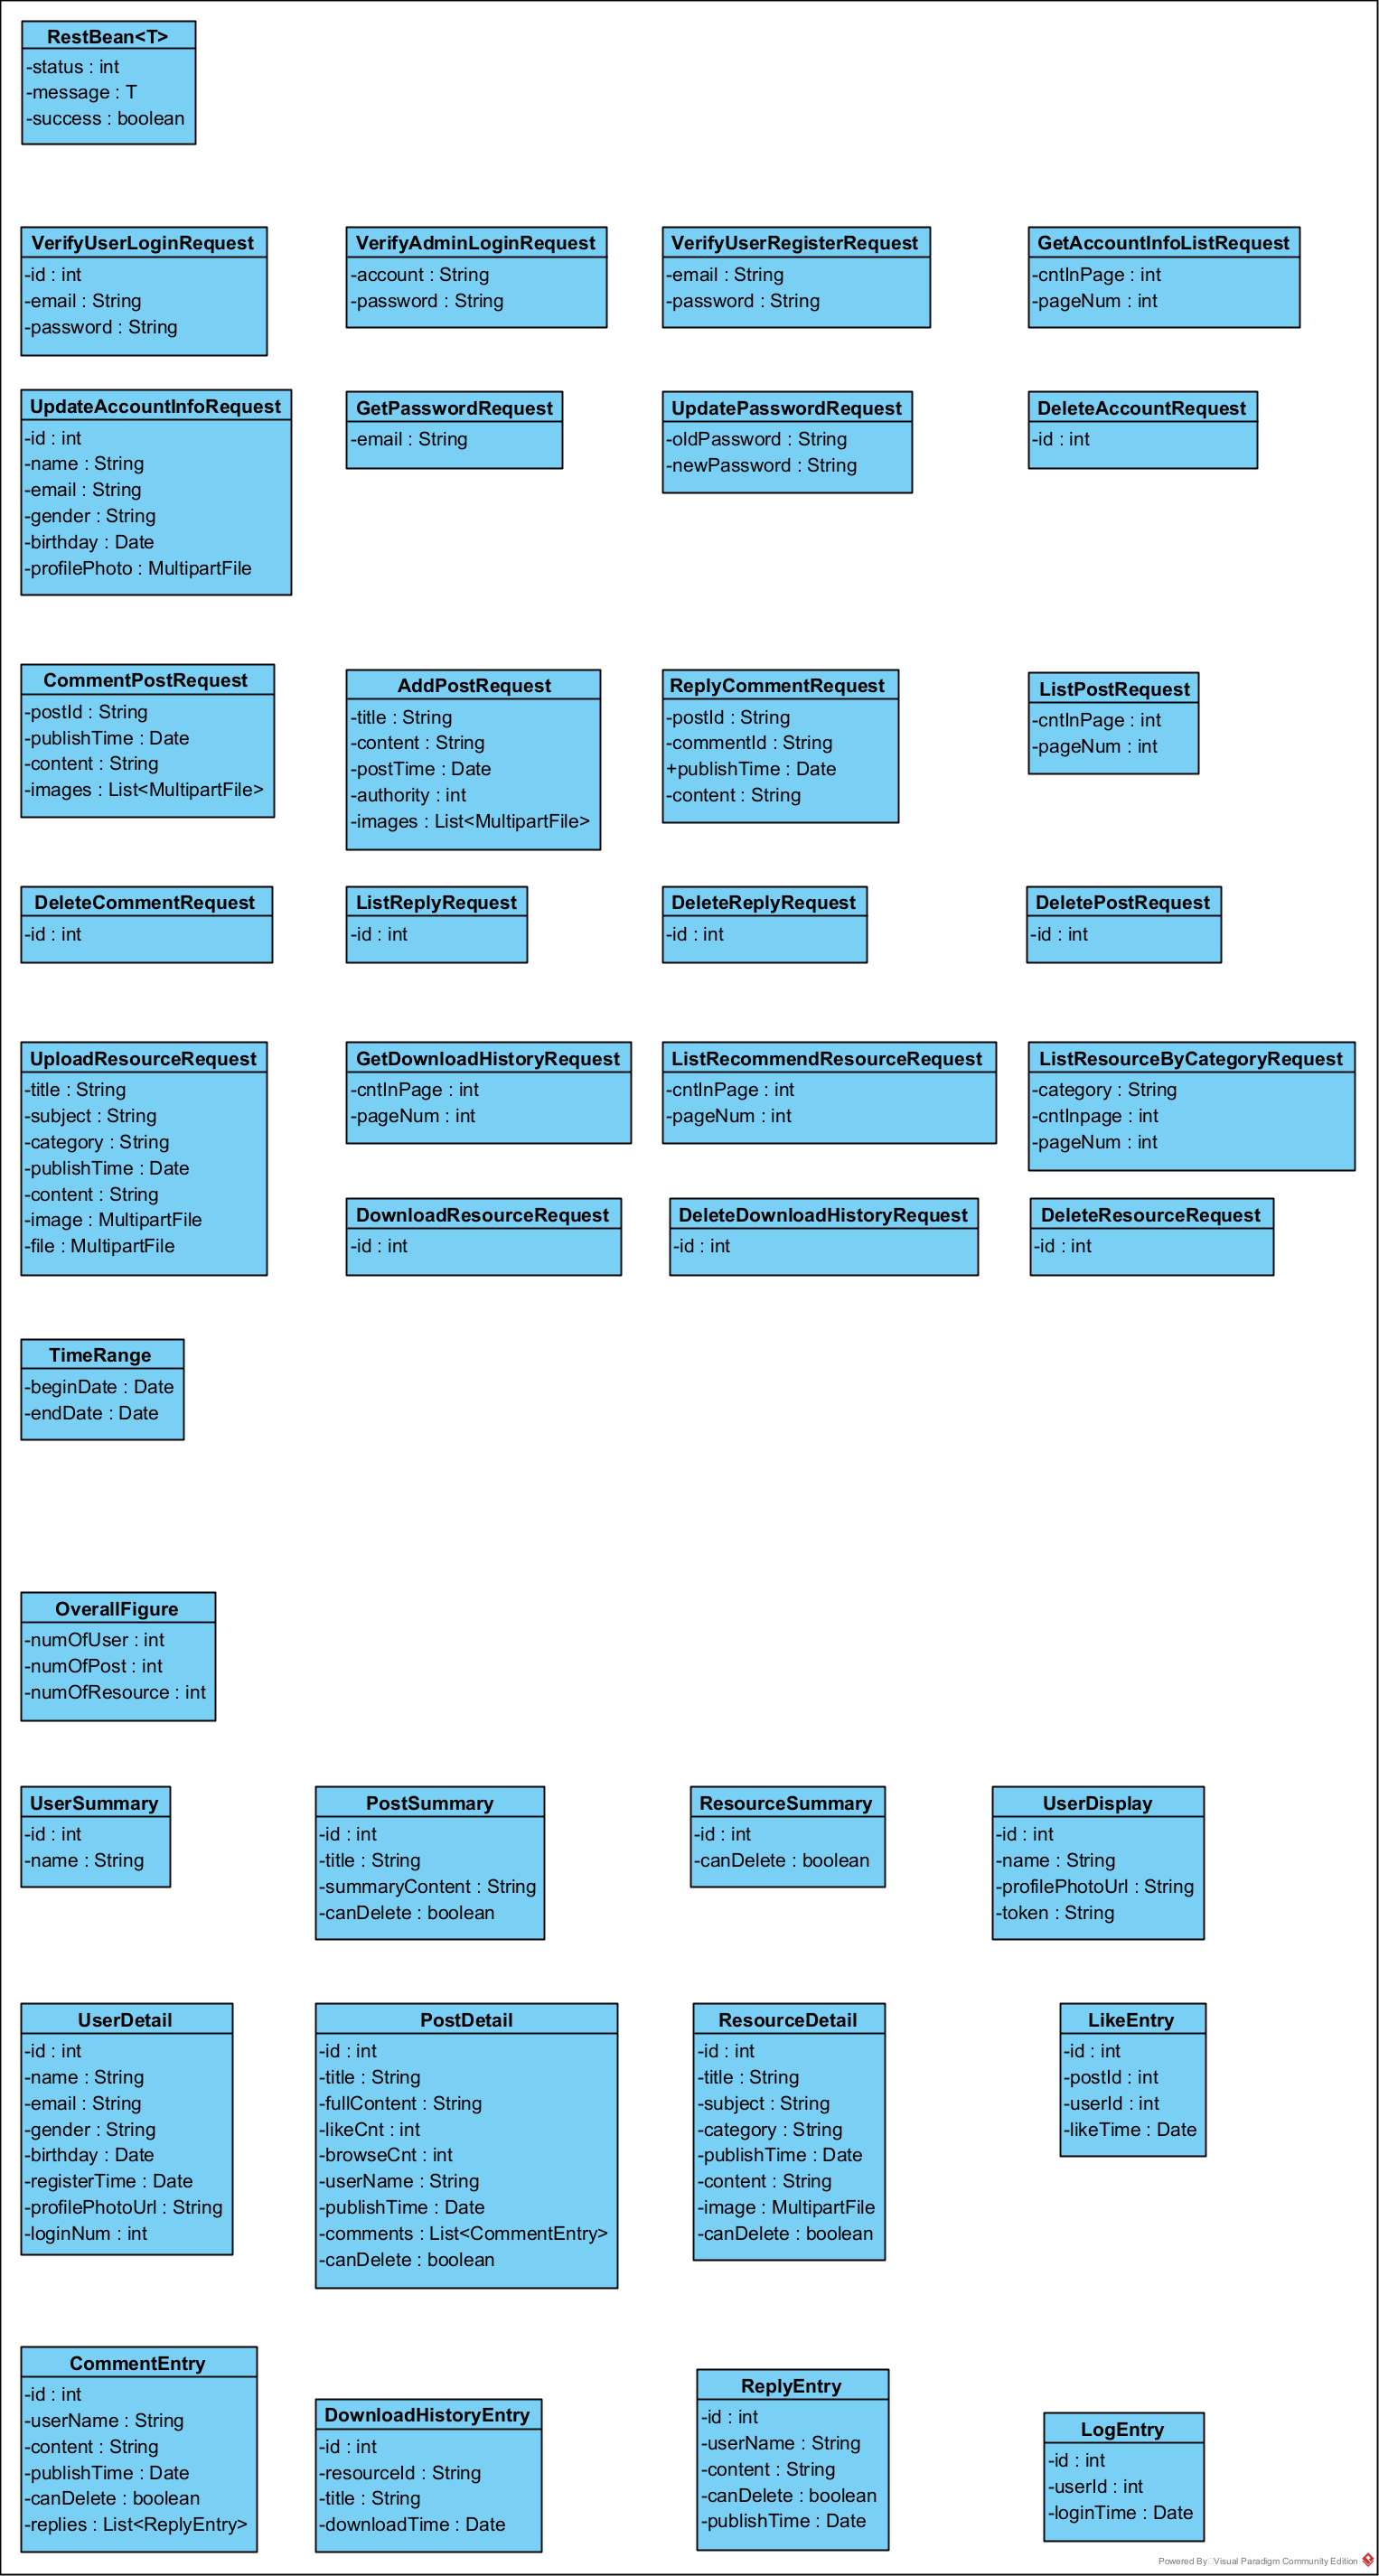 RestBean<T>
-status : int
-message : T
-success : boolean
VerifyUserLoginRequest
-id : int
-email : String
-password : String
VerifyAdminLoginRequest
-account : String
-password : String
VerifyUserRegisterRequest
-email : String
-password : String
GetAccountInfoListRequest
-cntInPage : int
-pageNum : int
UpdateAccountInfoRequest
-id : int
-name : String
-email : String
-gender : String
-birthday : Date
-profilePhoto : MultipartFile
GetPasswordRequest
-email : String
UpdatePasswordRequest
-oldPassword : String
-newPassword : String
DeleteAccountRequest
-id : int
CommentPostRequest
-postId : String
-publishTime : Date
-content : String
-images : List<MultipartFile>
AddPostRequest
-title : String
-content : String
-postTime : Date
-authority : int
-images : List<MultipartFile>
ReplyCommentRequest
-postId : String
-commentId : String
+publishTime : Date
-content : String
ListPostRequest
-cntInPage : int
-pageNum : int
DeleteCommentRequest
-id : int
ListReplyRequest
-id : int
DeleteReplyRequest
-id : int
DeletePostRequest
-id : int
UploadResourceRequest
-title : String
-subject : String
-category : String
-publishTime : Date
-content : String
-image : MultipartFile
-file : MultipartFile
GetDownloadHistoryRequest
-cntInPage : int
-pageNum : int
ListRecommendResourceRequest
-cntInPage : int
-pageNum : int
ListResourceByCategoryRequest
-category : String
-cntInpage : int
-pageNum : int
DownloadResourceRequest
-id : int
DeleteDownloadHistoryRequest
-id : int
DeleteResourceRequest
-id : int
TimeRange
-beginDate : Date
-endDate : Date
OverallFigure
-numOfUser : int
-numOfPost : int
-numOfResource : int
UserSummary
-id : int
-name : String
PostSummary
-id : int
-title : String
-summaryContent : String
-canDelete : boolean
ResourceSummary
-id : int
-canDelete : boolean
UserDisplay
-id : int
-name : String
-profilePhotoUrl : String
-token : String
UserDetail
-id : int
-name : String
-email : String
-gender : String
-birthday : Date
-registerTime : Date
-profilePhotoUrl : String
-loginNum : int
PostDetail
-id : int
-title : String
-fullContent : String
-likeCnt : int
-browseCnt : int
-userName : String
-publishTime : Date
-comments : List<CommentEntry>
-canDelete : boolean
ResourceDetail
-id : int
-title : String
-subject : String
-category : String
-publishTime : Date
-content : String
-image : MultipartFile
-canDelete : boolean
LikeEntry
-id : int
-postId : int
-userId : int
-likeTime : Date
CommentEntry
-id : int
-userName : String
-content : String
-publishTime : Date
-canDelete : boolean
-replies : List<ReplyEntry>
DownloadHistoryEntry
-id : int
-resourceId : String
-title : String
-downloadTime : Date
ReplyEntry
-id : int
-userName : String
-content : String
-canDelete : boolean
-publishTime : Date
LogEntry
-id : int
-userId : int
-loginTime : Date
Powered By Visual Paradigm Community Edition